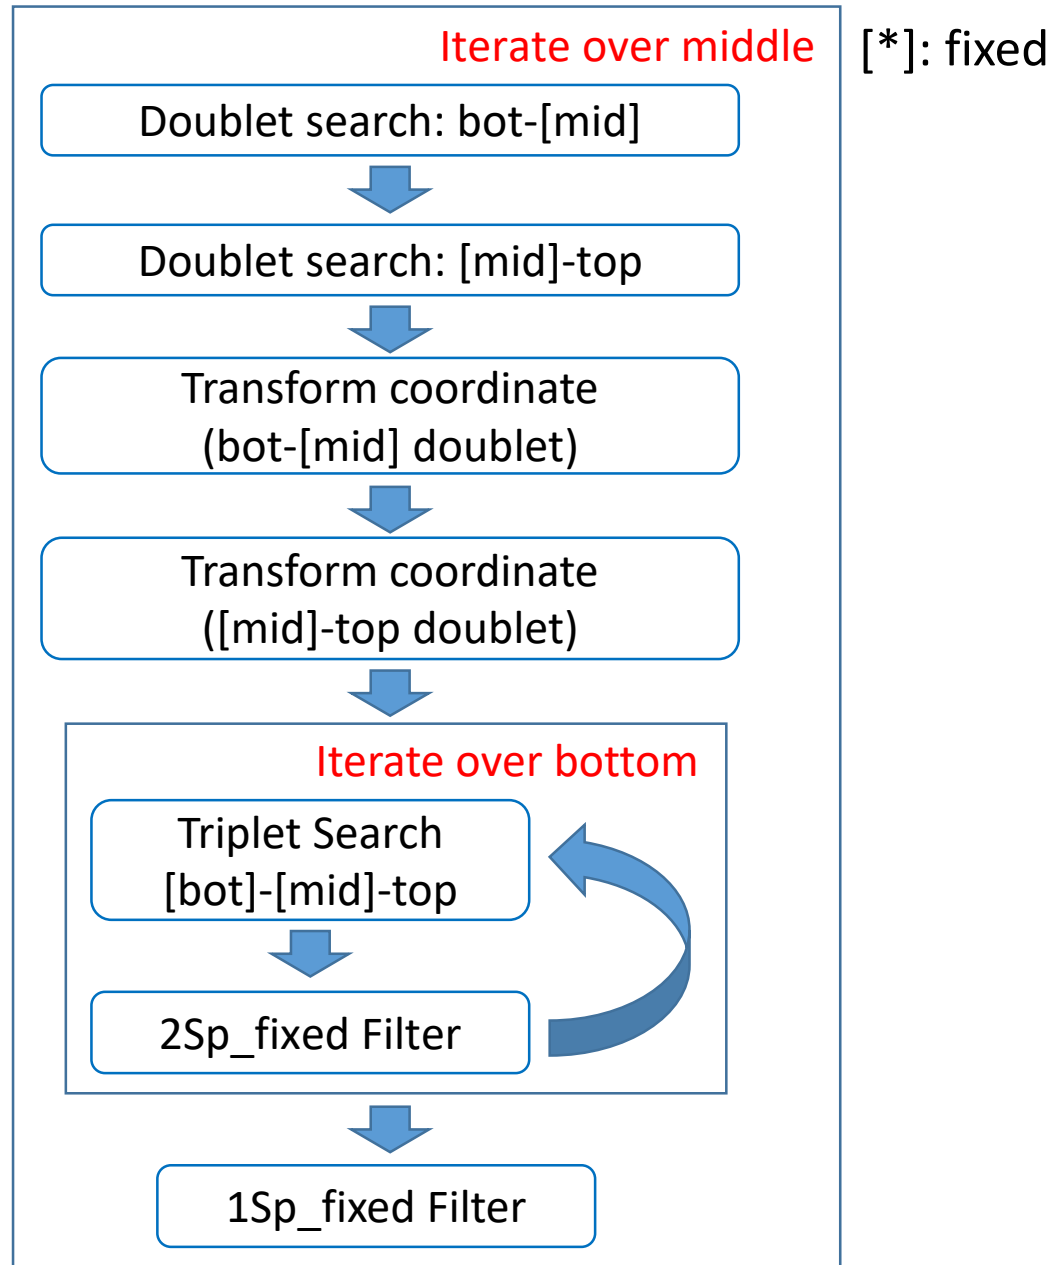 Iterate over middle
[*]: fixed
Doublet search: bot-[mid]
Doublet search: [mid]-top
Transform coordinate
(bot-[mid] doublet)
Transform coordinate
([mid]-top doublet)
Iterate over bottom
Triplet Search
[bot]-[mid]-top
2Sp_fixed Filter
1Sp_fixed Filter